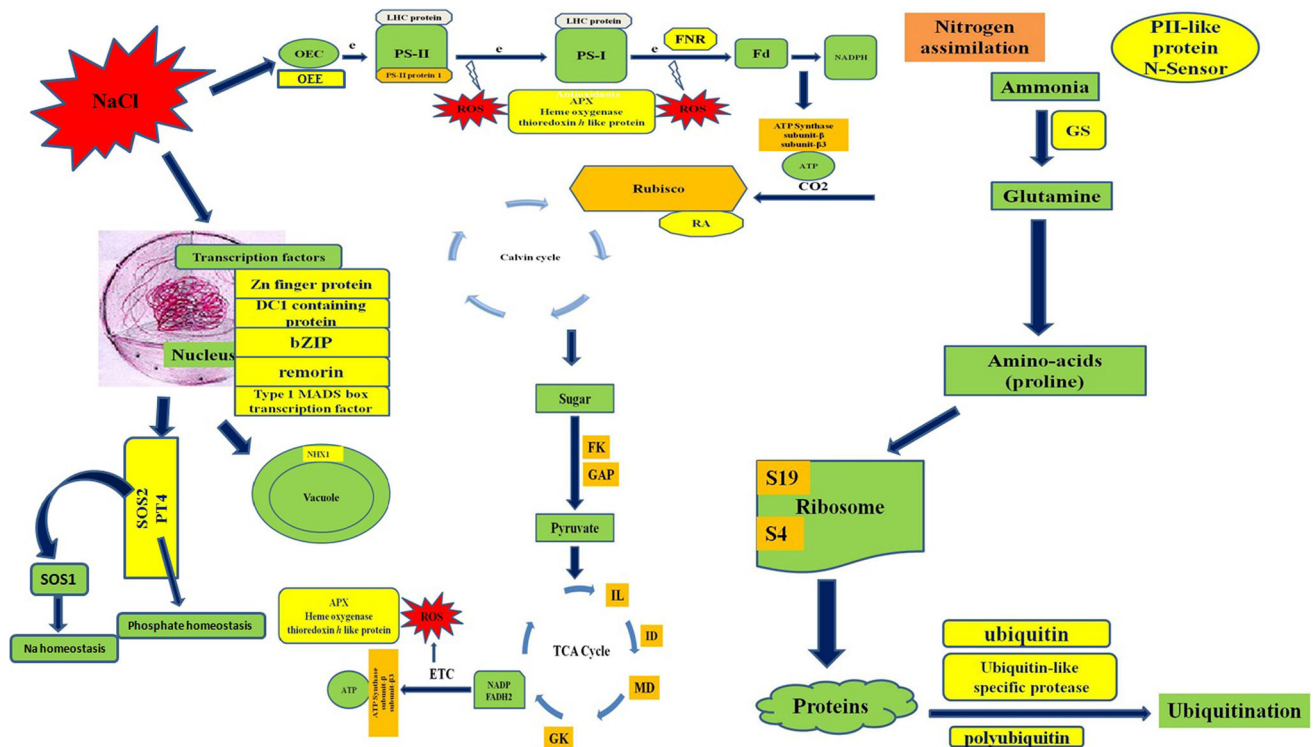 NaCl
OEC
OEE
e
LHC protein
PS-II
PS-II protein 1
e
LHC protein
PS-I
e
FNR
Fd
NADPH
ROS
Antioxidants
APX
Heme oxygenase
thioredoxin h like protein
ROS
ATP Synthase
subunit-β
subunit-β3
ATP
CO2
Rubisco
RA
Calvin cycle
Nitrogen
assimilation
PII-like
protein
N-Sensor
Ammonia
GS
Glutamine
Amino-acids
(proline)
S19
Ribosome
S4
Proteins
ubiquitin
Ubiquitin-like
specific protease
polyubiquitin
Ubiquitination
Transcription factors
Zn finger protein
DC1 containing
protein
bZIP
remorin
Type 1 MADS box
transcription factor
Nucleus
NHX1
Vacuole
SOS2
PT4
SOS1
Na homeostasis
Phosphate homeostasis
Sugar
FK
GAP
Pyruvate
IL
ID
MD
GK
TCA Cycle
NADP
FADH2
ETC
ROS
APX
Heme oxygenase
thioredoxin h like protein
ATP Synthase
subunit-β
subunit-β3
ATP